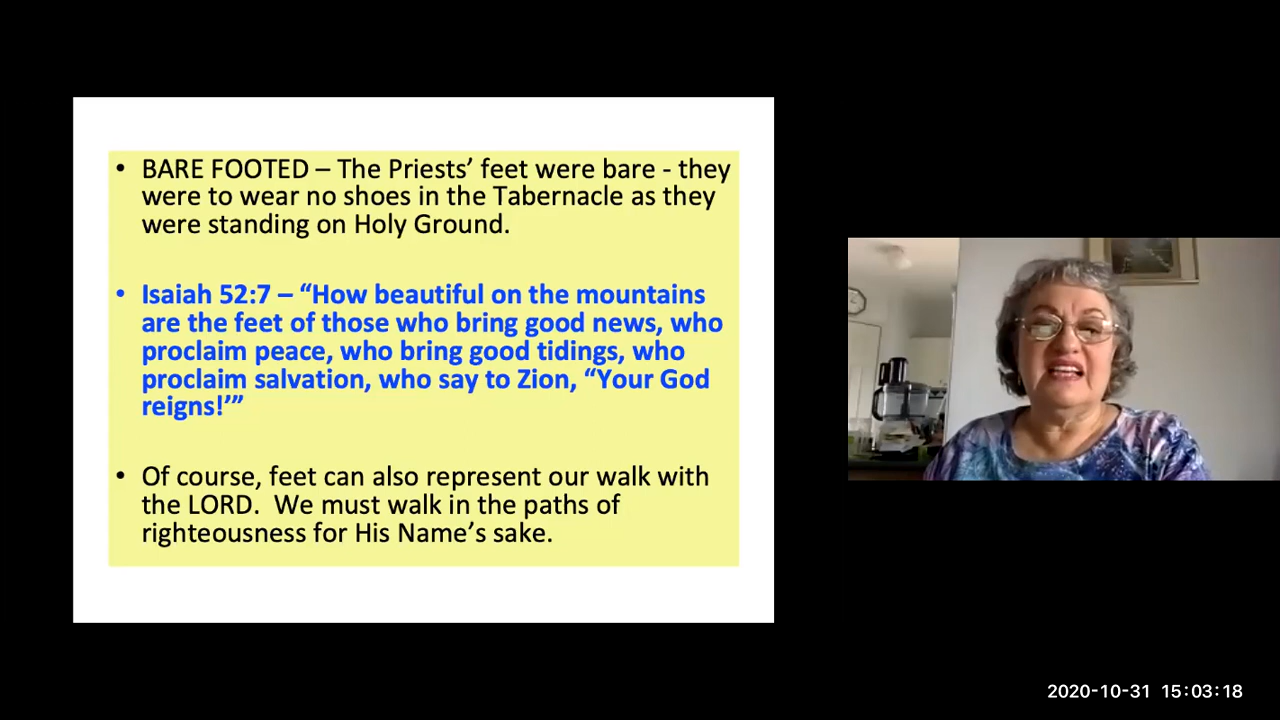 • BARE FOOTED – The Priests’ feet were bare - they
were to wear no shoes in the Tabernacle as they
were standing on Holy Ground.
• Isaiah 52:7 – “How beautiful on the mountains
are the feet of those who bring good news, who
proclaim peace, who bring good tidings, who
proclaim salvation, who say to Zion, “Your God
reigns!’”
• Of course, feet can also represent our walk with
the LORD.  We must walk in the paths of
righteousness for His Name’s sake.
2020-10-31 15:03:18